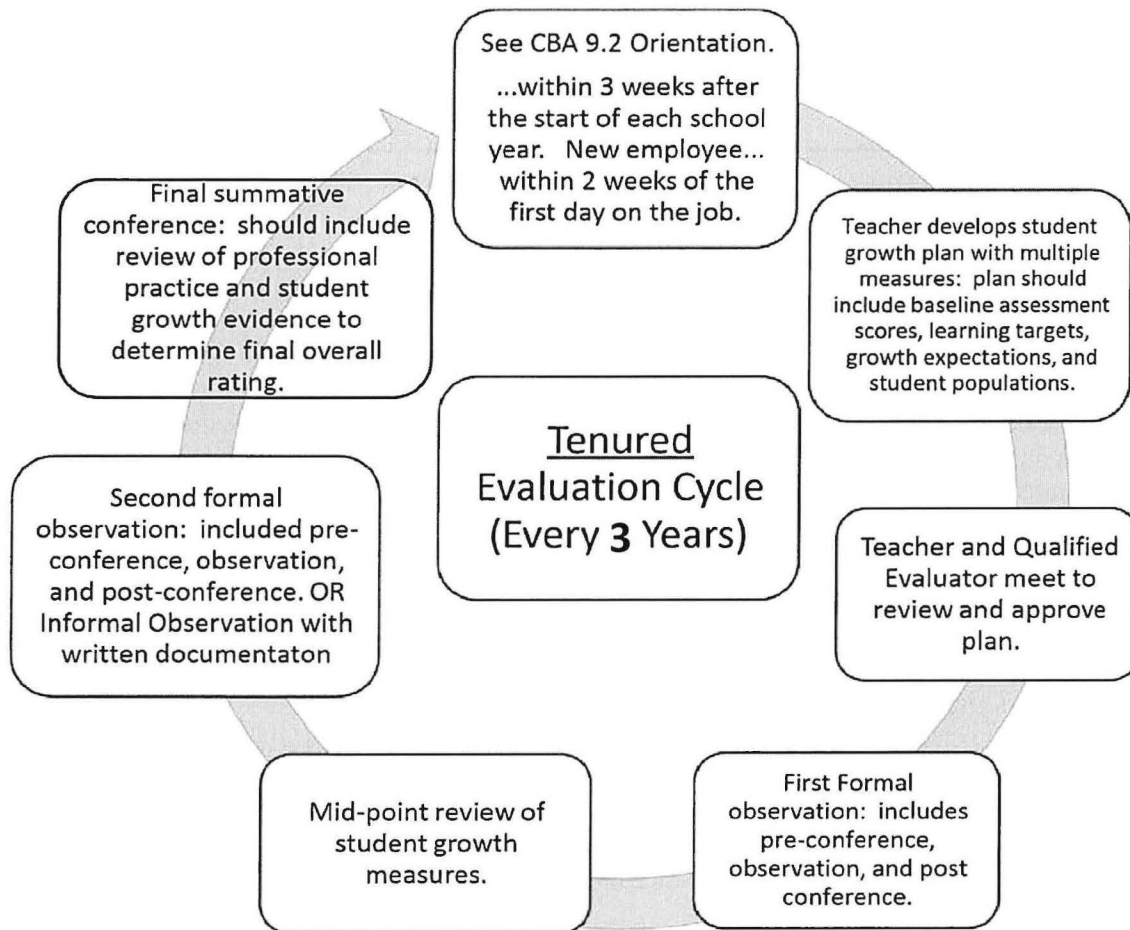 See CBA 9.2 Orientation.
...within 3 weeks after
the start of each school
year. New employee...
within 2 weeks of the
first day on the job.
Teacher develops student
growth plan with multiple
measures: plan should
include baseline assessment
scores, learning targets,
growth expectations, and
student populations.
Teacher and Qualified
Evaluator meet to
review and approve
plan.
First Formal
observation: includes
pre-conference,
observation, and post
conference.
Mid-point review of
student growth
measures.
Second formal
observation: included pre-
conference, observation,
and post-conference. OR
Informal Observation with
written documentaton
Final summative
conference: should include
review of professional
practice and student
growth evidence to
determine final overall
rating.
Tenured
Evaluation Cycle
(Every 3 Years)